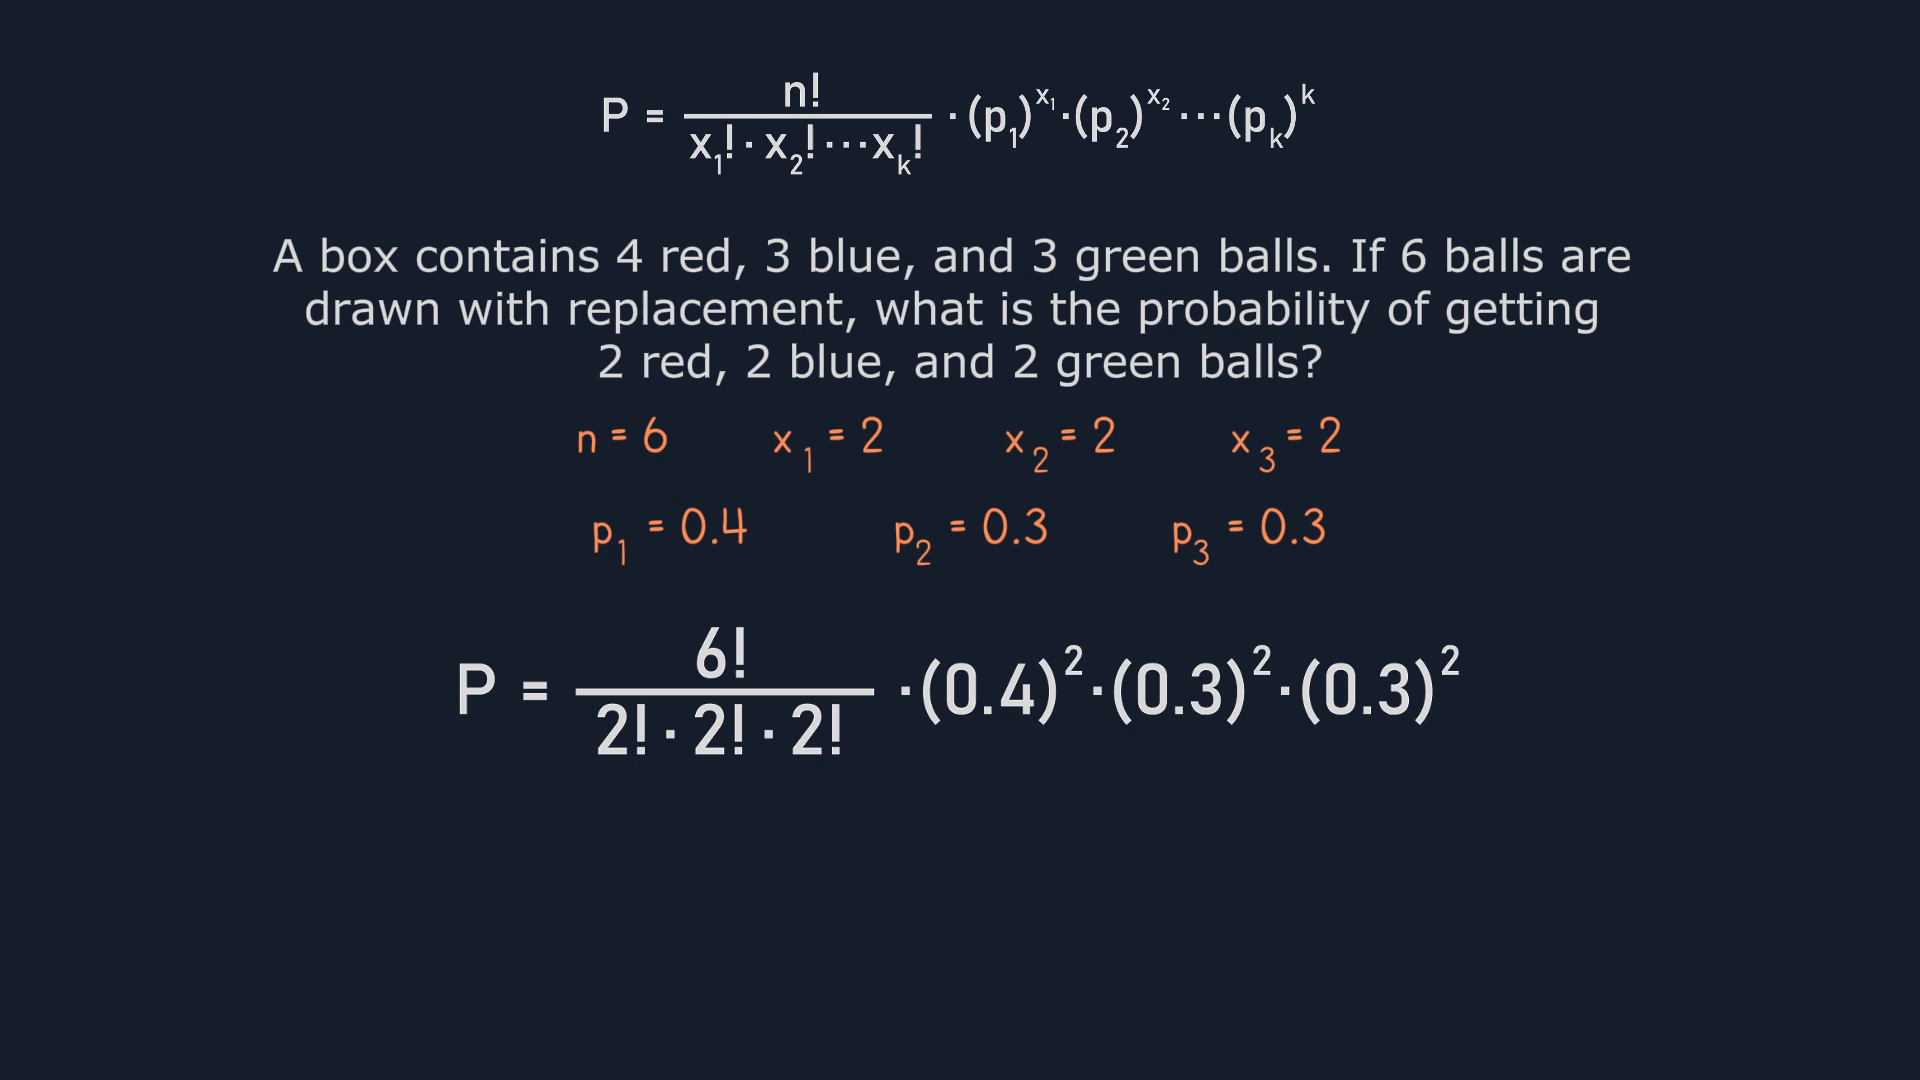 P = n! / (x₁! · x₂! ⋯ xₖ!) · (p₁)^x₁ · (p₂)^x₂ ⋯ (pₖ)^k
A box contains 4 red, 3 blue, and 3 green balls. If 6 balls are
drawn with replacement, what is the probability of getting
2 red, 2 blue, and 2 green balls?
n = 6 x₁ = 2 x₂ = 2 x₃ = 2
p₁ = 0.4 p₂ = 0.3 p₃ = 0.3
P = 6! / (2! · 2! · 2!) · (0.4)² · (0.3)² · (0.3)²